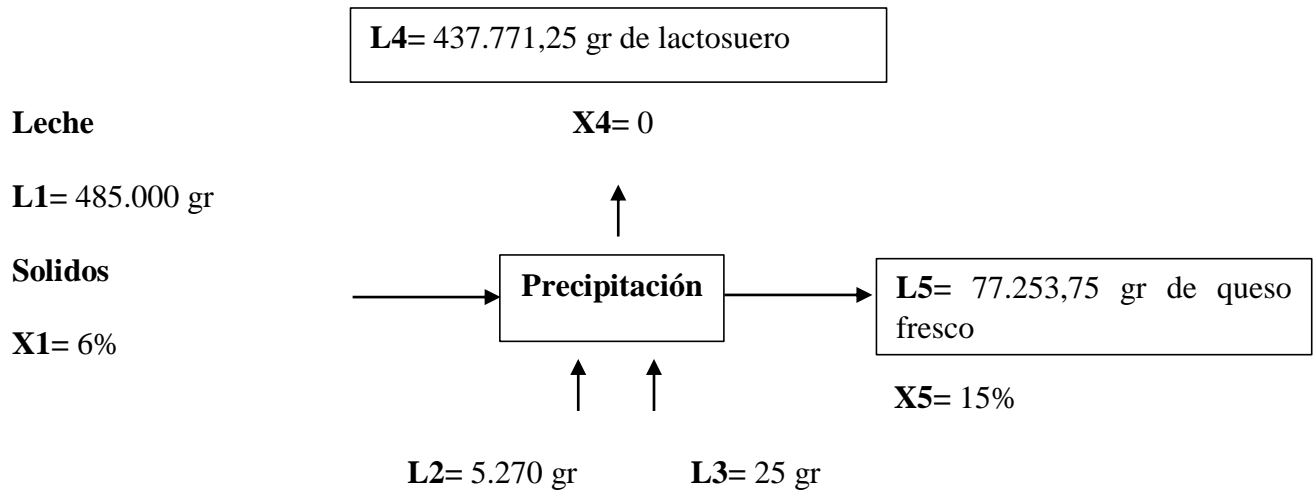 L4= 437.771,25 gr de lactosuero
Leche
X4= 0
L1= 485.000 gr
Solidos
Precipitación
L5= 77.253,75 gr de queso
fresco
X1= 6%
X5= 15%
L2= 5.270 gr
L3= 25 gr